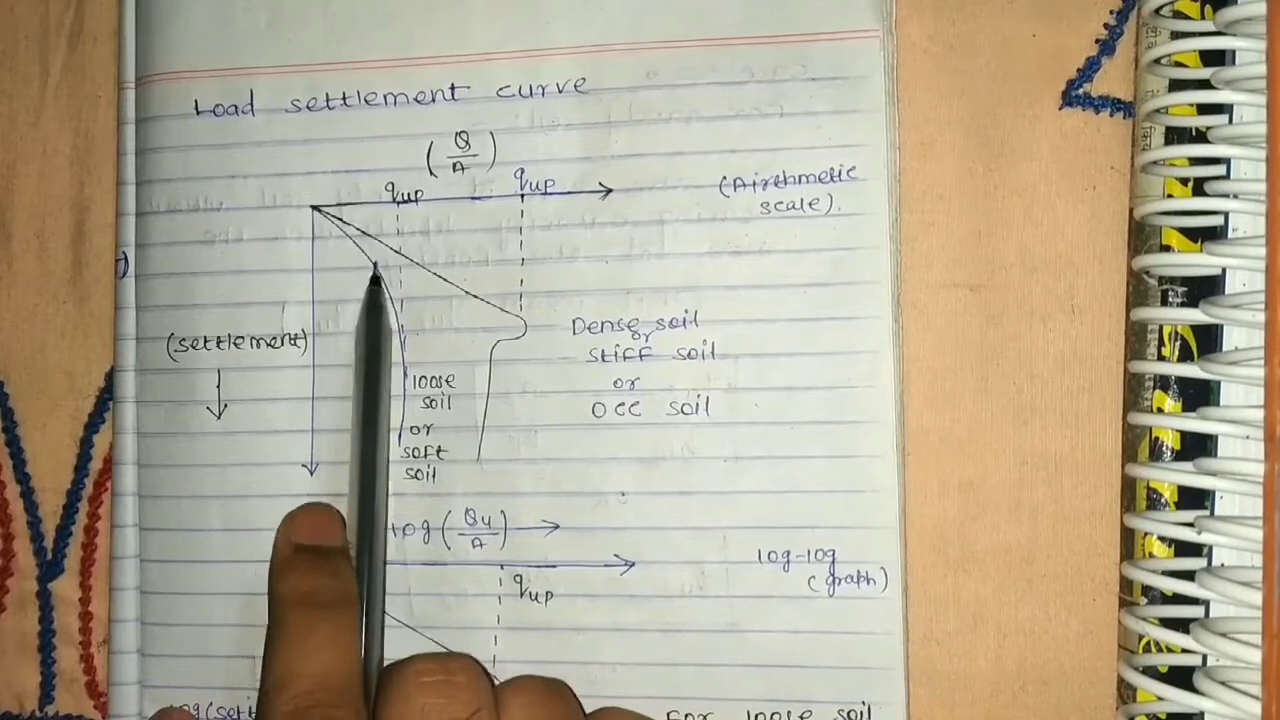 Load settlement curve
(Q/A)
qup qup
(Airthmetic
scale).
(settlement)
Dense soil
or
Stiff soil
or
OCC soil
loose
soil
or
soft
soil
log (Qu/A)
log-log
(graph)
qup
For loose soil